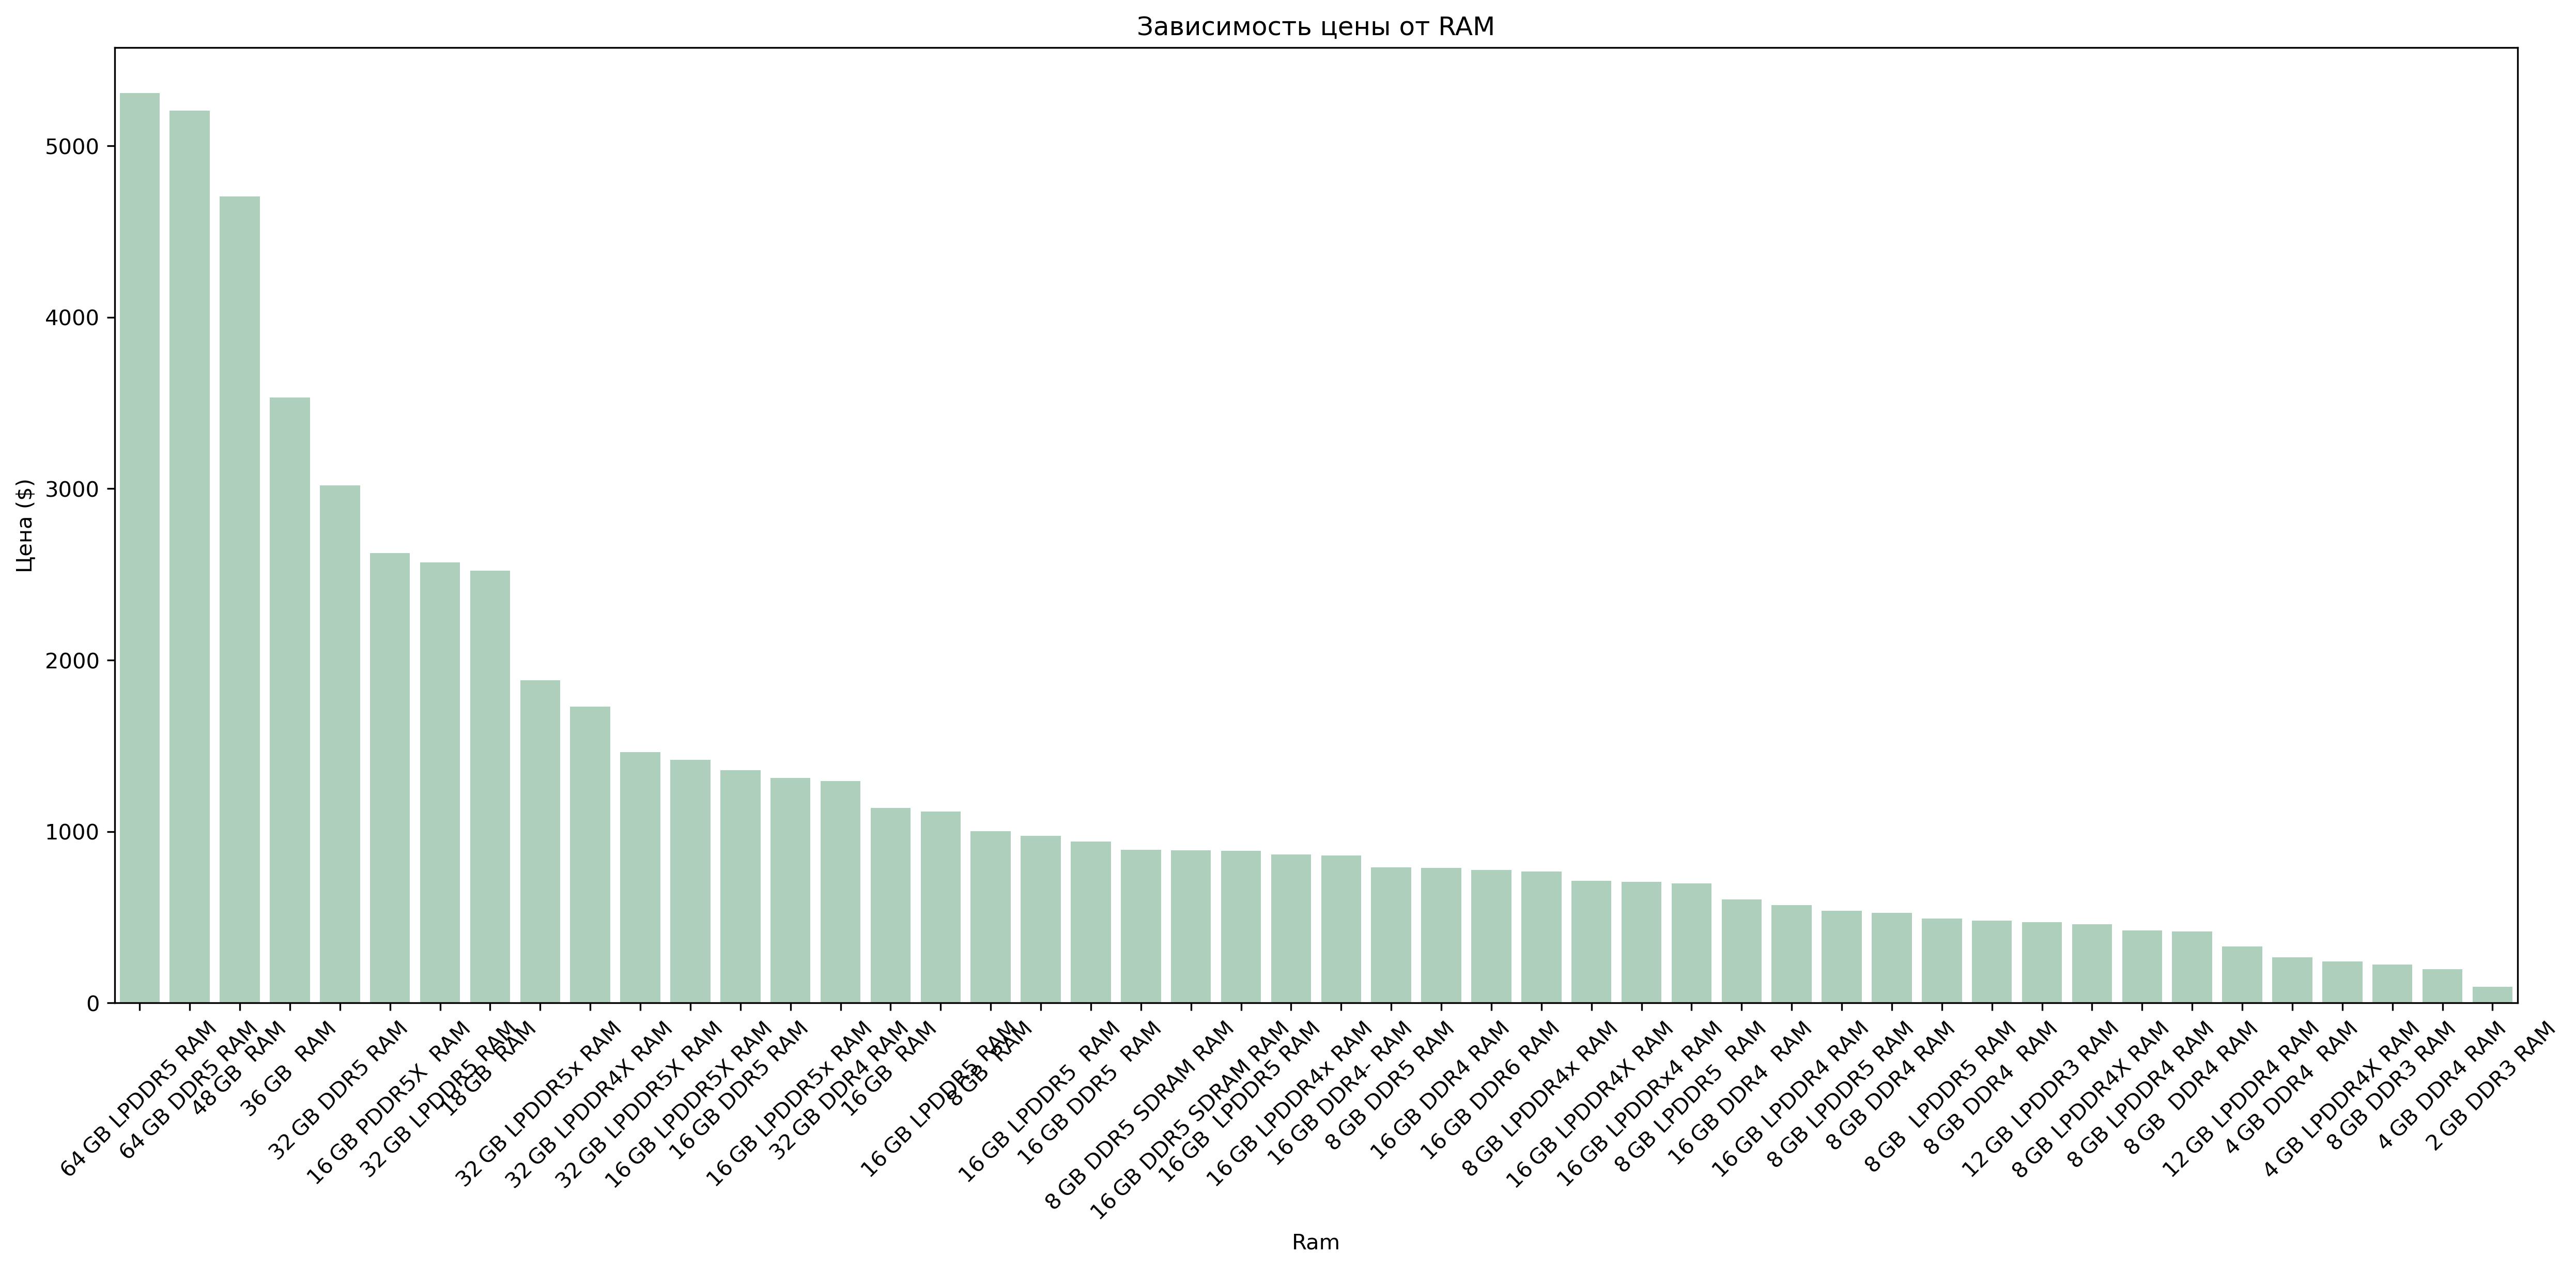 Зависимость цены от RAM
Цена ($)
5000
4000
3000
2000
1000
0
64 GB LPDDR5 RAM
64 GB DDR5 RAM
48 GB  RAM
36 GB  RAM
32 GB DDR5 RAM
16 GB PDDR5X  RAM
32 GB LPDDR5 RAM
18 GB RAM
32 GB LPDDR5x RAM
32 GB LPDDR4X RAM
32 GB LPDDR5X RAM
16 GB LPDDR5X RAM
16 GB DDR5 RAM
16 GB LPDDR5x RAM
32 GB DDR4 RAM
16 GB  RAM
16 GB LPDDR5 RAM
8 GB  RAM
16 GB LPDDR5  RAM
16 GB DDR5  RAM
8 GB DDR5 SDRAM RAM
16 GB DDR5 SDRAM RAM
16 GB  LPDDR5 RAM
16 GB LPDDR4x RAM
16 GB DDR4- RAM
8 GB DDR5 RAM
16 GB DDR4 RAM
16 GB DDR6 RAM
8 GB LPDDR4x RAM
16 GB LPDDR4X RAM
16 GB LPDDRx4 RAM
8 GB LPDDR5  RAM
16 GB DDR4  RAM
16 GB LPDDR4 RAM
8 GB LPDDR5 RAM
8 GB DDR4 RAM
8 GB  LPDDR5 RAM
8 GB DDR4  RAM
12 GB LPDDR3 RAM
8 GB LPDDR4X RAM
8 GB LPDDR4 RAM
8 GB  DDR4 RAM
12 GB LPDDR4 RAM
4 GB DDR4  RAM
4 GB LPDDR4X RAM
8 GB DDR3 RAM
4 GB DDR4 RAM
2 GB DDR3 RAM
Ram